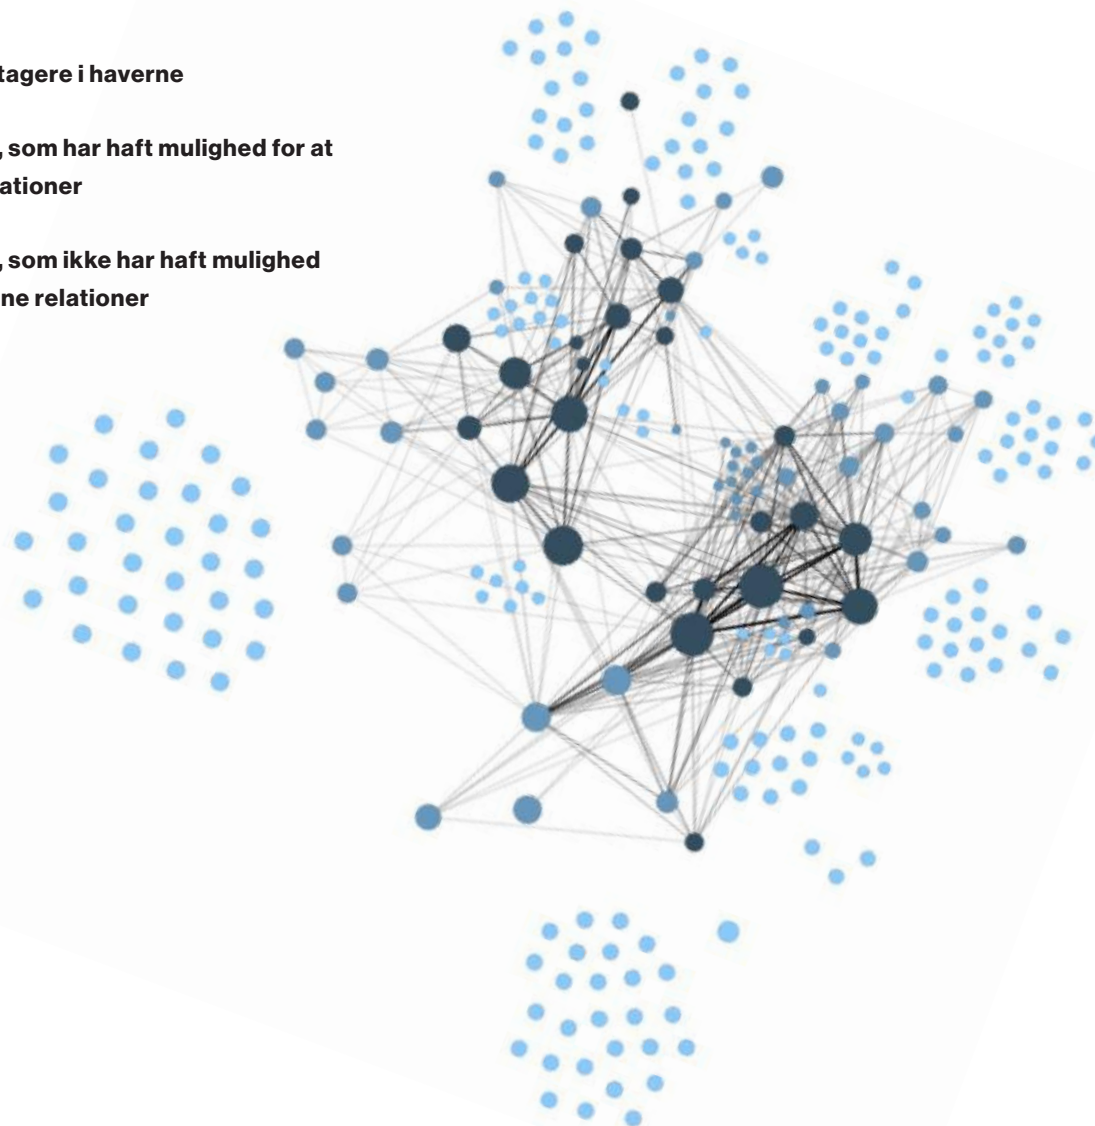 tagere i haverne
, som har haft mulighed for at
ationer
, som ikke har haft mulighed
ne relationer